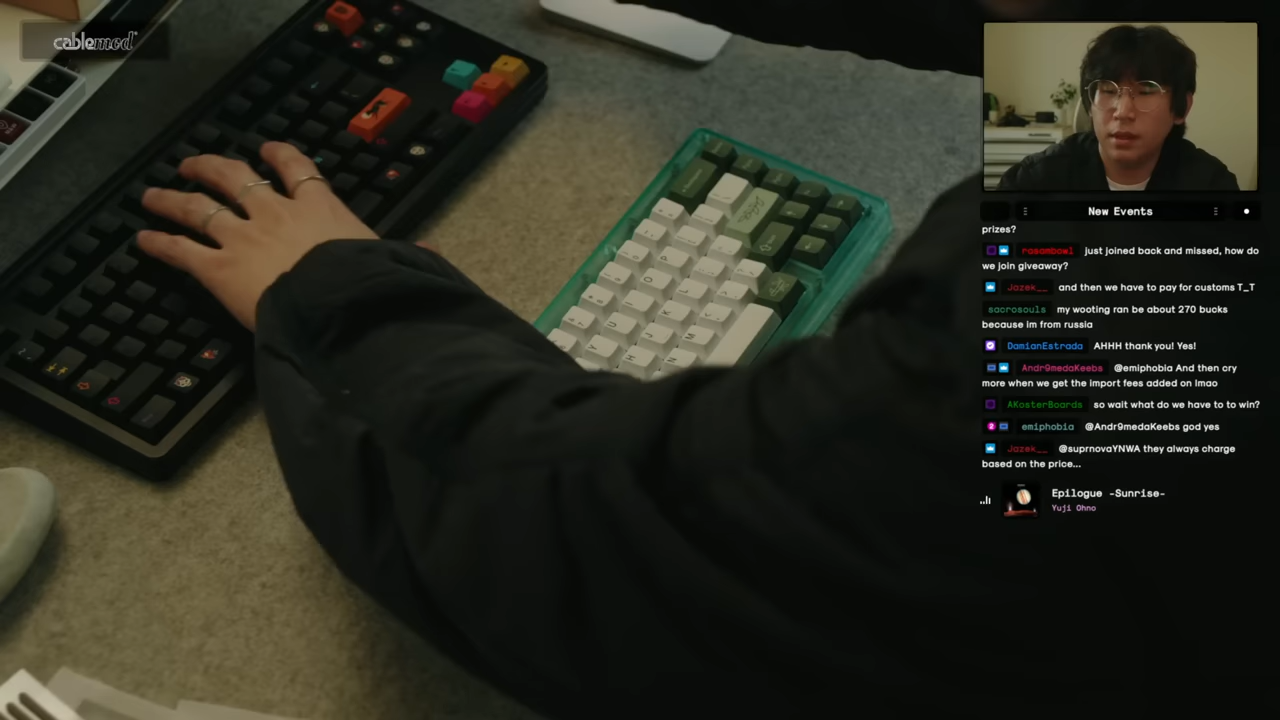 cablemod
New Events
prizes?
rasambowl just joined back and missed, how do
we join giveaway?
Jazek__ and then we have to pay for customs T_T
sacrosouls my wooting ran be about 270 bucks
because im from russia
DamianEstrada AHHH thank you! Yes!
Andr9medaKeebs @emiphobia And then cry
more when we get the import fees added on lmao
AKosterBoards so wait what do we have to to win?
emiphobia @Andr9medaKeebs god yes
Jazek__ @suprnovaYNWA they always charge
based on the price...
Epilogue -Sunrise-
Yuji Ohno